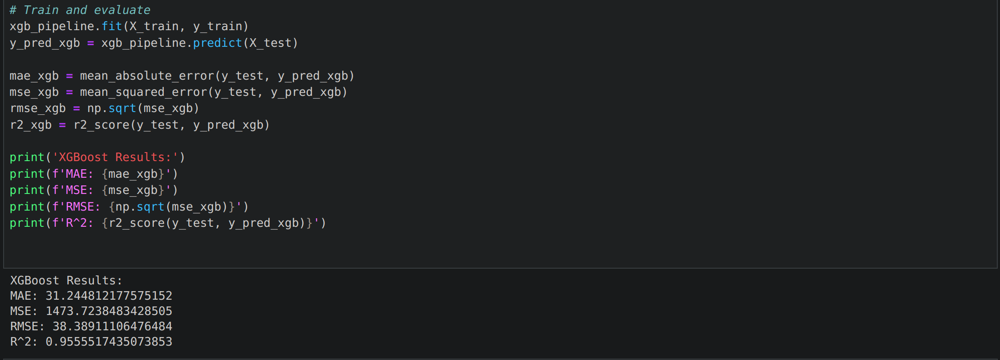 # Train and evaluate
xgb_pipeline.fit(X_train, y_train)
y_pred_xgb = xgb_pipeline.predict(X_test)
mae_xgb = mean_absolute_error(y_test, y_pred_xgb)
mse_xgb = mean_squared_error(y_test, y_pred_xgb)
rmse_xgb = np.sqrt(mse_xgb)
r2_xgb = r2_score(y_test, y_pred_xgb)
print('XGBoost Results:')
print(f'MAE: {mae_xgb}')
print(f'MSE: {mse_xgb}')
print(f'RMSE: {np.sqrt(mse_xgb)}')
print(f'R^2: {r2_score(y_test, y_pred_xgb)}')
XGBoost Results:
MAE: 31.244812177575152
MSE: 1473.7238483428505
RMSE: 38.38911106476484
R^2: 0.9555517435073853